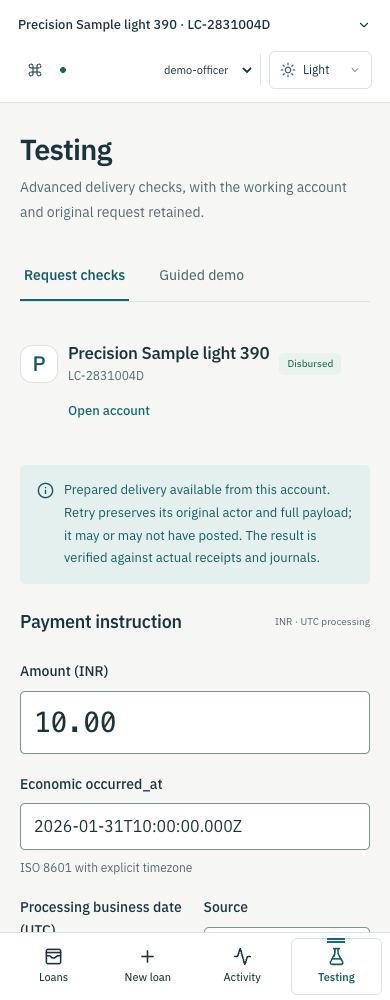 Precision Sample light 390 · LC-2831004D
⌘
demo-officer
Light
Testing
Advanced delivery checks, with the working account
and original request retained.
Request checks
Guided demo
P
Precision Sample light 390
Disbursed
LC-2831004D
Open account
Prepared delivery available from this account.
Retry preserves its original actor and full payload;
it may or may not have posted. The result is
verified against actual receipts and journals.
Payment instruction
INR · UTC processing
Amount (INR)
10.00
Economic occurred_at
2026-01-31T10:00:00.000Z
ISO 8601 with explicit timezone
Processing business date
(UTC)
Source
Loans
New loan
Activity
Testing